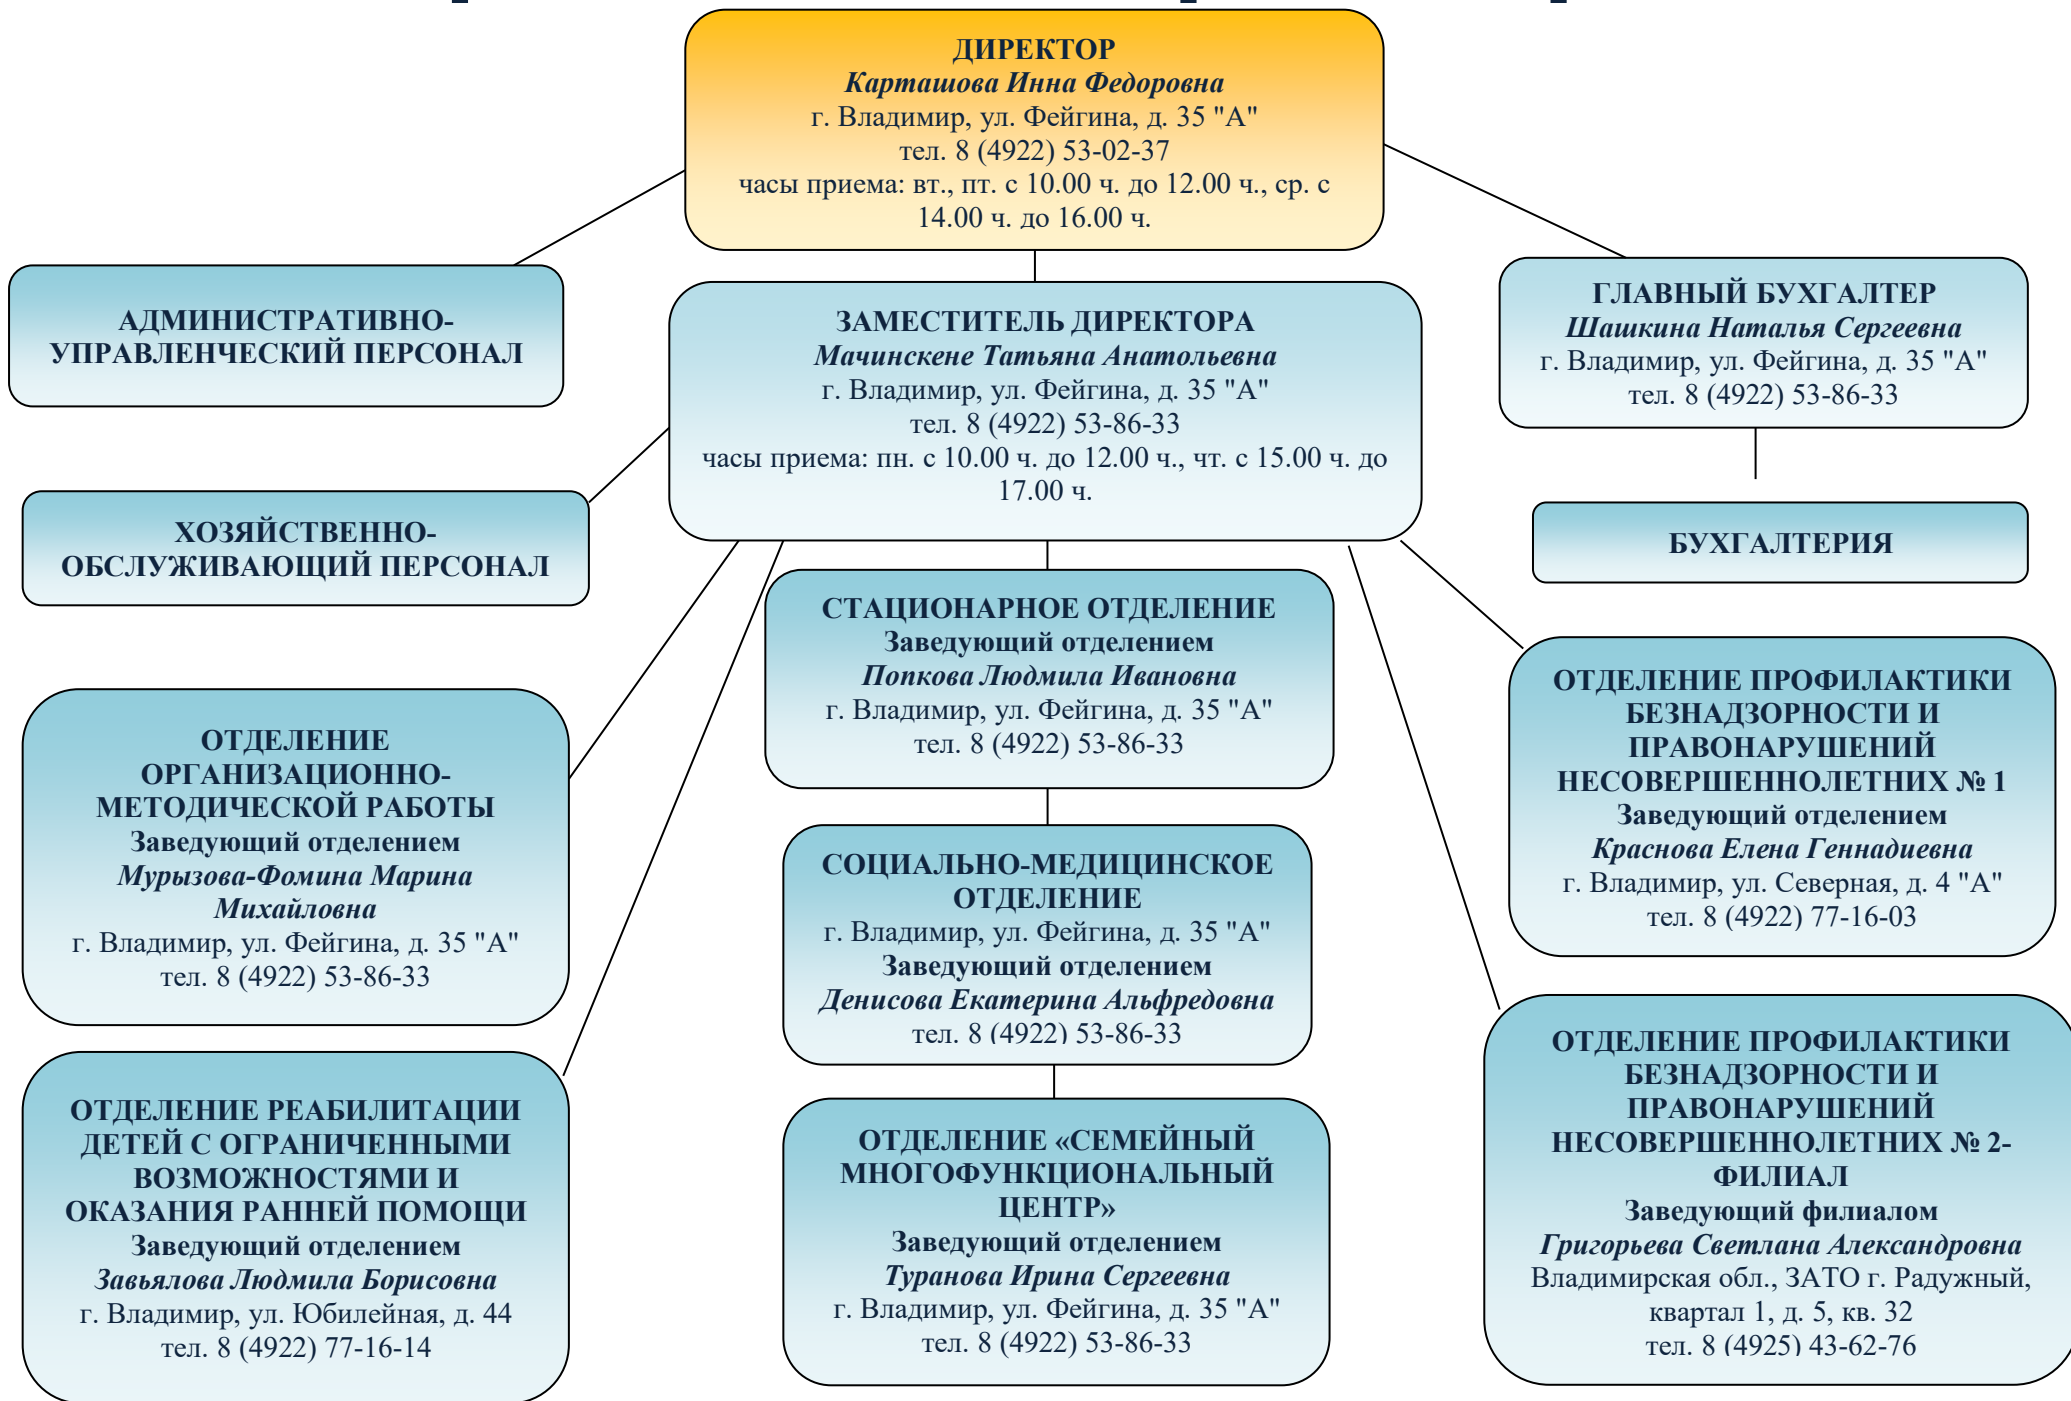 ДИРЕКТОР
Карташова Инна Федоровна
г. Владимир, ул. Фейгина, д. 35 "А"
тел. 8 (4922) 53-02-37
часы приема: вт., пт. с 10.00 ч. до 12.00 ч., ср. с
14.00 ч. до 16.00 ч.
АДМИНИСТРАТИВНО-
УПРАВЛЕНЧЕСКИЙ ПЕРСОНАЛ
ЗАМЕСТИТЕЛЬ ДИРЕКТОРА
Мачинскене Татьяна Анатольевна
г. Владимир, ул. Фейгина, д. 35 "А"
тел. 8 (4922) 53-86-33
часы приема: пн. с 10.00 ч. до 12.00 ч., чт. с 15.00 ч. до
17.00 ч.
ГЛАВНЫЙ БУХГАЛТЕР
Шашкина Наталья Сергеевна
г. Владимир, ул. Фейгина, д. 35 "А"
тел. 8 (4922) 53-86-33
ХОЗЯЙСТВЕННО-
ОБСЛУЖИВАЮЩИЙ ПЕРСОНАЛ
БУХГАЛТЕРИЯ
СТАЦИОНАРНОЕ ОТДЕЛЕНИЕ
Заведующий отделением
Попкова Людмила Ивановна
г. Владимир, ул. Фейгина, д. 35 "А"
тел. 8 (4922) 53-86-33
ОТДЕЛЕНИЕ
ОРГАНИЗАЦИОННО-
МЕТОДИЧЕСКОЙ РАБОТЫ
Заведующий отделением
Мурызова-Фомина Марина
Михайловна
г. Владимир, ул. Фейгина, д. 35 "А"
тел. 8 (4922) 53-86-33
ОТДЕЛЕНИЕ ПРОФИЛАКТИКИ
БЕЗНАДЗОРНОСТИ И
ПРАВОНАРУШЕНИЙ
НЕСОВЕРШЕННОЛЕТНИХ № 1
Заведующий отделением
Краснова Елена Геннадиевна
г. Владимир, ул. Северная, д. 4 "А"
тел. 8 (4922) 77-16-03
СОЦИАЛЬНО-МЕДИЦИНСКОЕ
ОТДЕЛЕНИЕ
г. Владимир, ул. Фейгина, д. 35 "А"
Заведующий отделением
Денисова Екатерина Альфредовна
тел. 8 (4922) 53-86-33
ОТДЕЛЕНИЕ РЕАБИЛИТАЦИИ
ДЕТЕЙ С ОГРАНИЧЕННЫМИ
ВОЗМОЖНОСТЯМИ И
ОКАЗАНИЯ РАННЕЙ ПОМОЩИ
Заведующий отделением
Завьялова Людмила Борисовна
г. Владимир, ул. Юбилейная, д. 44
тел. 8 (4922) 77-16-14
ОТДЕЛЕНИЕ «СЕМЕЙНЫЙ
МНОГОФУНКЦИОНАЛЬНЫЙ
ЦЕНТР»
Заведующий отделением
Туранова Ирина Сергеевна
г. Владимир, ул. Фейгина, д. 35 "А"
тел. 8 (4922) 53-86-33
ОТДЕЛЕНИЕ ПРОФИЛАКТИКИ
БЕЗНАДЗОРНОСТИ И
ПРАВОНАРУШЕНИЙ
НЕСОВЕРШЕННОЛЕТНИХ № 2-
ФИЛИАЛ
Заведующий филиалом
Григорьева Светлана Александровна
Владимирская обл., ЗАТО г. Радужный,
квартал 1, д. 5, кв. 32
тел. 8 (4925) 43-62-76